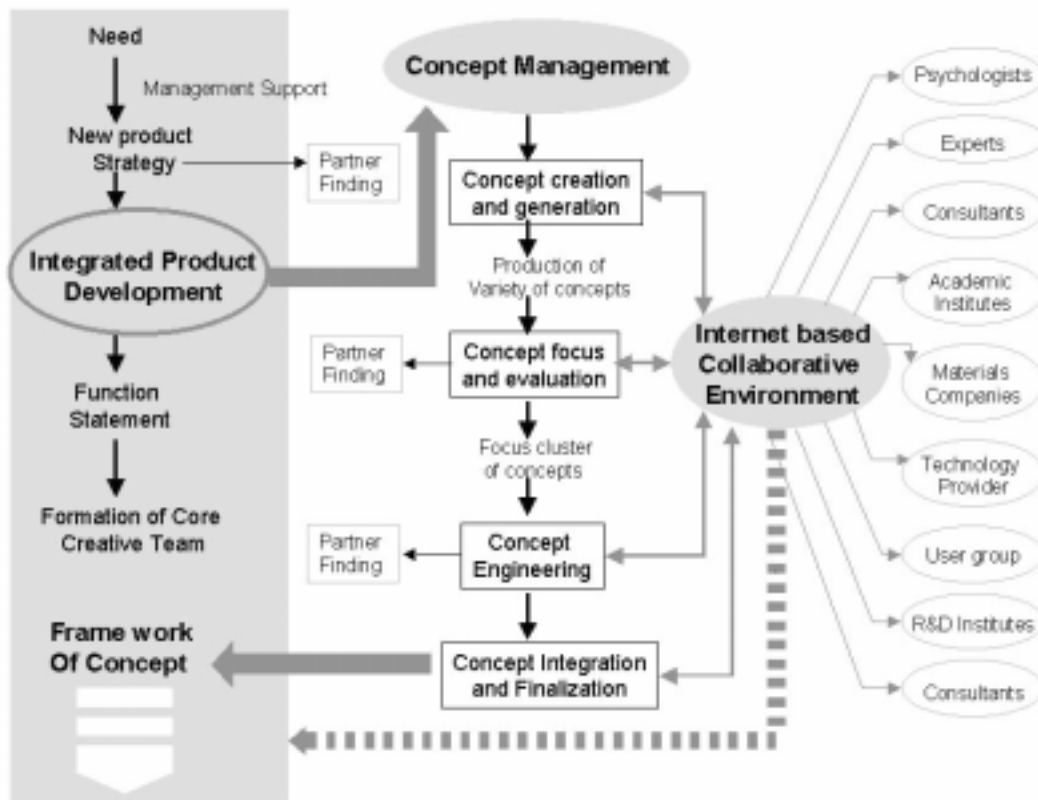 Need
Management Support
New product
Strategy
Partner
Finding
Integrated Product
Development
Function
Statement
Formation of Core
Creative Team
Frame work
Of Concept
Concept Management
Concept creation
and generation
Production of
Variety of concepts
Partner
Finding
Concept focus
and evaluation
Focus cluster
of concepts
Partner
Finding
Concept
Engineering
Concept Integration
and Finalization
Internet based
Collaborative
Environment
Psychologists
Experts
Consultants
Academic
Institutes
Materials
Companies
Technology
Provider
User group
R&D Institutes
Consultants